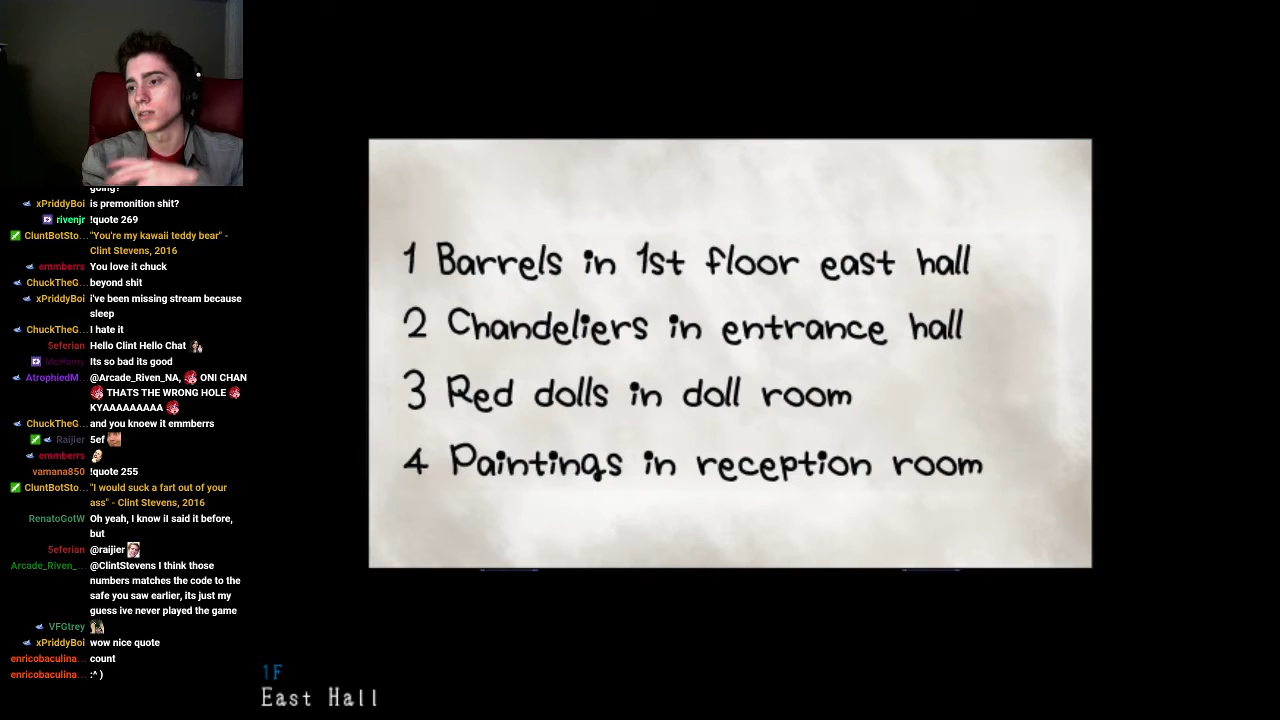 going?
xPriddyBoi is premonition shit?
rivenjr !quote 269
CluntBotSto... "You're my kawaii teddy bear" -
Clint Stevens, 2016
emmberrs You love it chuck
ChuckTheG... beyond shit
xPriddyBoi i've been missing stream because
sleep
ChuckTheG... I hate it
5eferian Hello Clint Hello Chat
Its so bad its good
AtrophiedM... @Arcade_Riven_NA, ONI CHAN
THATS THE WRONG HOLE
KYAAAAAAAAA
ChuckTheG... and you knoew it emmberrs
Raijier 5ef
emmberrs
vamana850 !quote 255
CluntBotSto... "I would suck a fart out of your
ass" - Clint Stevens, 2016
RenatoGotW Oh yeah, I know iI said it before,
but
5eferian @raijier
Arcade_Riven_... @ClintStevens I think those
numbers matches the code to the
safe you saw earlier, its just my
guess ive never played the game
VFGtrey
xPriddyBoi wow nice quote
enricobaculina... count
enricobaculina... :^ )
1 Barrels in 1st floor east hall
2 Chandeliers in entrance hall
3 Red dolls in doll room
4 Paintings in reception room
1F
East Hall